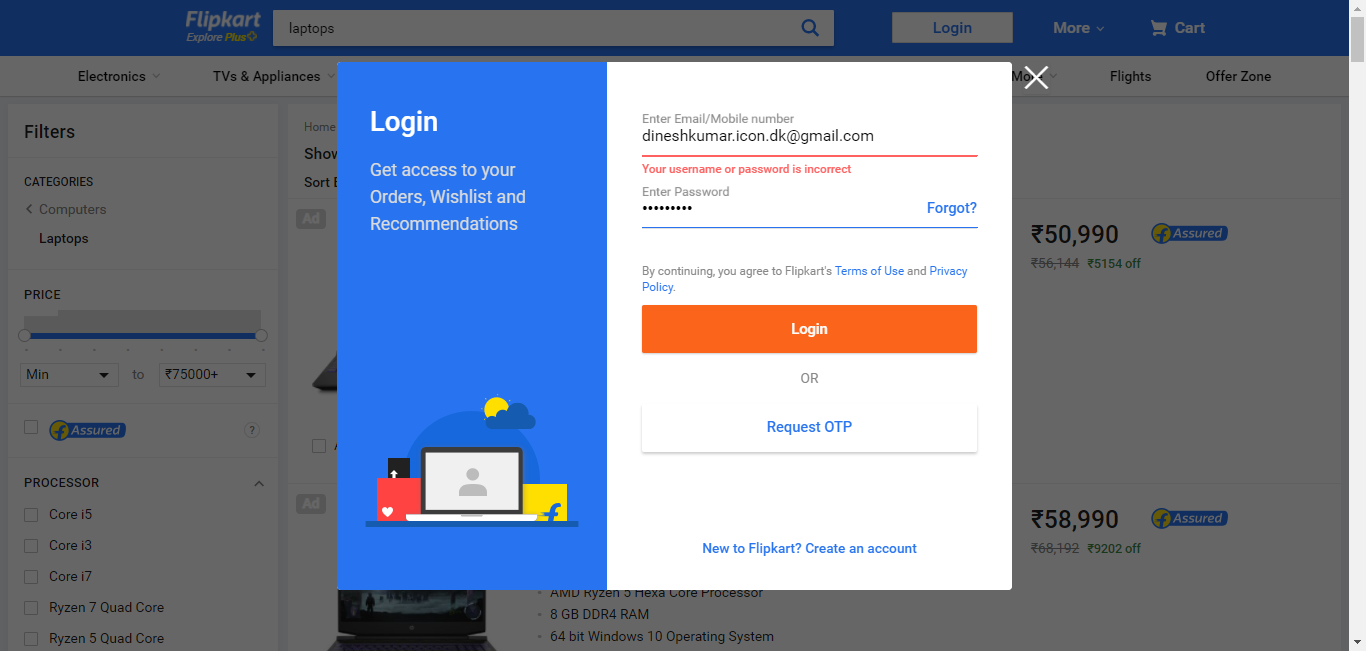 Flipkart
Explore Plus
laptops
Login
More
Cart
Electronics
TVs & Appliances
More
Flights
Offer Zone
Filters
CATEGORIES
Computers
Laptops
PRICE
Min
to
₹75000+
Assured
?
PROCESSOR
Core i5
Core i3
Core i7
Ryzen 7 Quad Core
Ryzen 5 Quad Core
Home
Ad
Ad
Login
Get access to your
Orders, Wishlist and
Recommendations
Enter Email/Mobile number
dineshkumar.icon.dk@gmail.com
Your username or password is incorrect
Enter Password
•••••••••
Forgot?
By continuing, you agree to Flipkart's Terms of Use and Privacy
Policy.
Login
OR
Request OTP
New to Flipkart? Create an account
₹50,990
Assured
₹56,144 ₹5154 off
₹58,990
Assured
₹68,192 ₹9202 off
AMD Ryzen 5 Hexa Core Processor
8 GB DDR4 RAM
64 bit Windows 10 Operating System